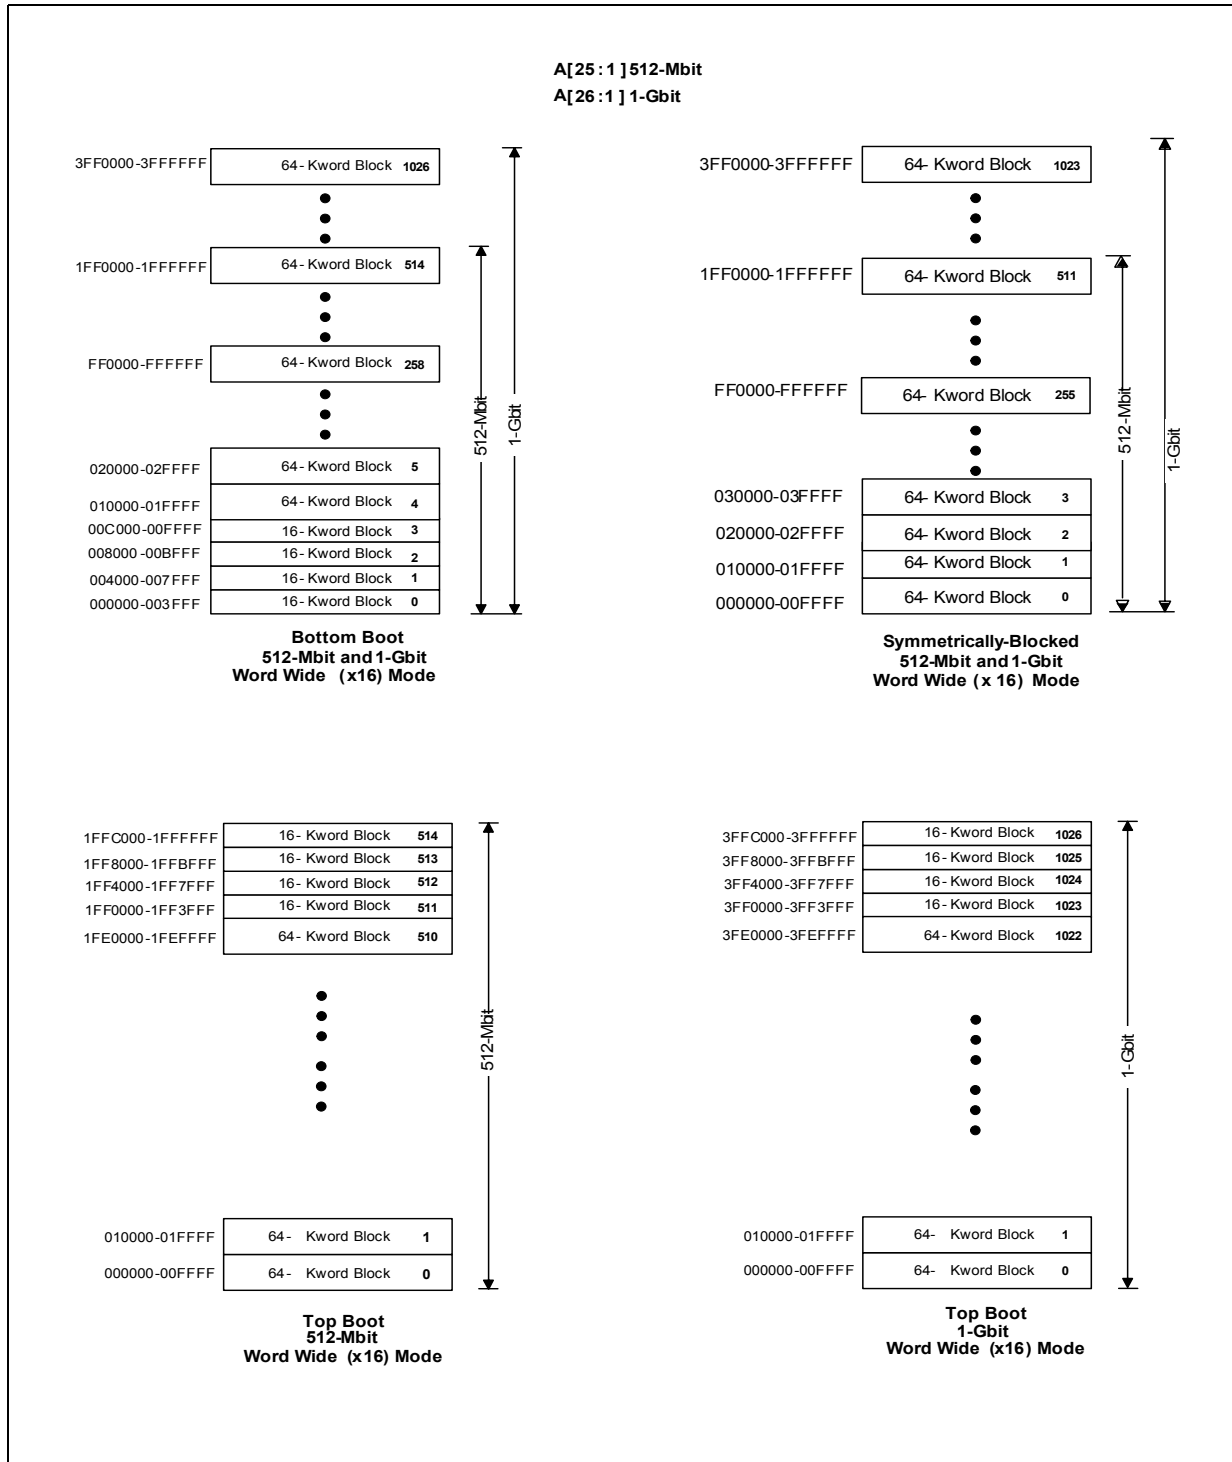 A[25:1] 512-Mbit
A[26:1] 1-Gbit
3FF0000-3FFFFFF 64- Kword Block 1026
1FF0000-1FFFFFF 64- Kword Block 514
FF0000-FFFFFF 64- Kword Block 258
020000-02FFFF 64- Kword Block 5
010000-01FFFF 64- Kword Block 4
00C000-00FFFF 16- Kword Block 3
008000-00BFFF 16- Kword Block 2
004000-007FFF 16- Kword Block 1
000000-003FFF 16- Kword Block 0
512-Mbit
1-Gbit
Bottom Boot
512-Mbit and 1-Gbit
Word Wide (x16) Mode
3FF0000-3FFFFFF 64- Kword Block 1023
1FF0000-1FFFFFF 64- Kword Block 511
FF0000-FFFFFF 64- Kword Block 255
030000-03FFFF 64- Kword Block 3
020000-02FFFF 64- Kword Block 2
010000-01FFFF 64- Kword Block 1
000000-00FFFF 64- Kword Block 0
512-Mbit
1-Gbit
Symmetrically-Blocked
512-Mbit and 1-Gbit
Word Wide (x 16) Mode
1FFC000-1FFFFFF 16- Kword Block 514
1FF8000-1FFBFFF 16- Kword Block 513
1FF4000-1FF7FFF 16- Kword Block 512
1FF0000-1FF3FFF 16- Kword Block 511
1FE0000-1FEFFFF 64- Kword Block 510
512-Mbit
010000-01FFFF 64- Kword Block 1
000000-00FFFF 64- Kword Block 0
Top Boot
512-Mbit
Word Wide (x16) Mode
3FFC000-3FFFFFF 16- Kword Block 1026
3FF8000-3FFBFFF 16- Kword Block 1025
3FF4000-3FF7FFF 16- Kword Block 1024
3FF0000-3FF3FFF 16- Kword Block 1023
3FE0000-3FEFFFF 64- Kword Block 1022
1-Gbit
010000-01FFFF 64- Kword Block 1
000000-00FFFF 64- Kword Block 0
Top Boot
1-Gbit
Word Wide (x16) Mode